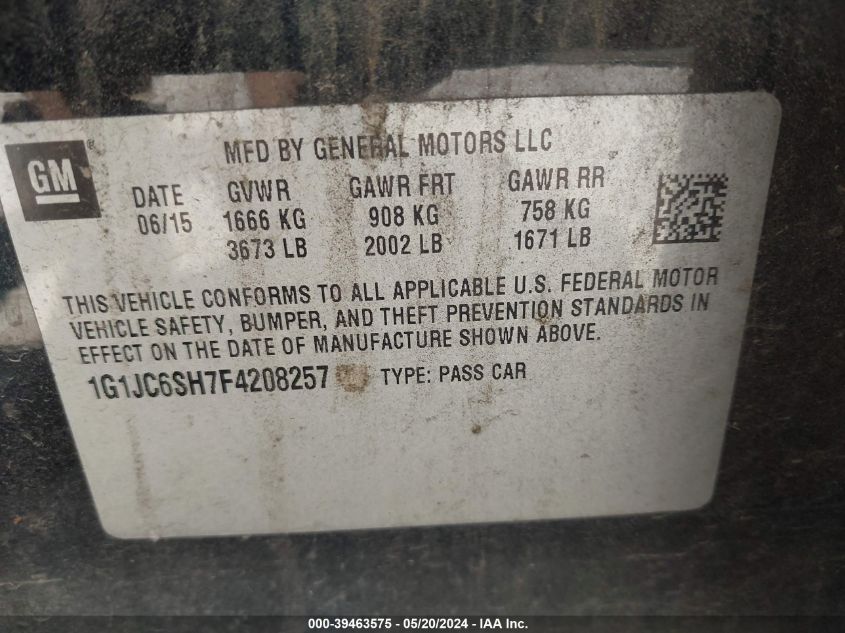 GM®
MFD BY GENERAL MOTORS LLC
DATE GVWR GAWR FRT GAWR RR
06/15 1666 KG 908 KG 758 KG
3673 LB 2002 LB 1671 LB
THIS VEHICLE CONFORMS TO ALL APPLICABLE U.S. FEDERAL MOTOR
VEHICLE SAFETY, BUMPER, AND THEFT PREVENTION STANDARDS IN
EFFECT ON THE DATE OF MANUFACTURE SHOWN ABOVE.
1G1JC6SH7F4208257 TYPE: PASS CAR
000-39463575 - 05/20/2024 - IAA Inc.